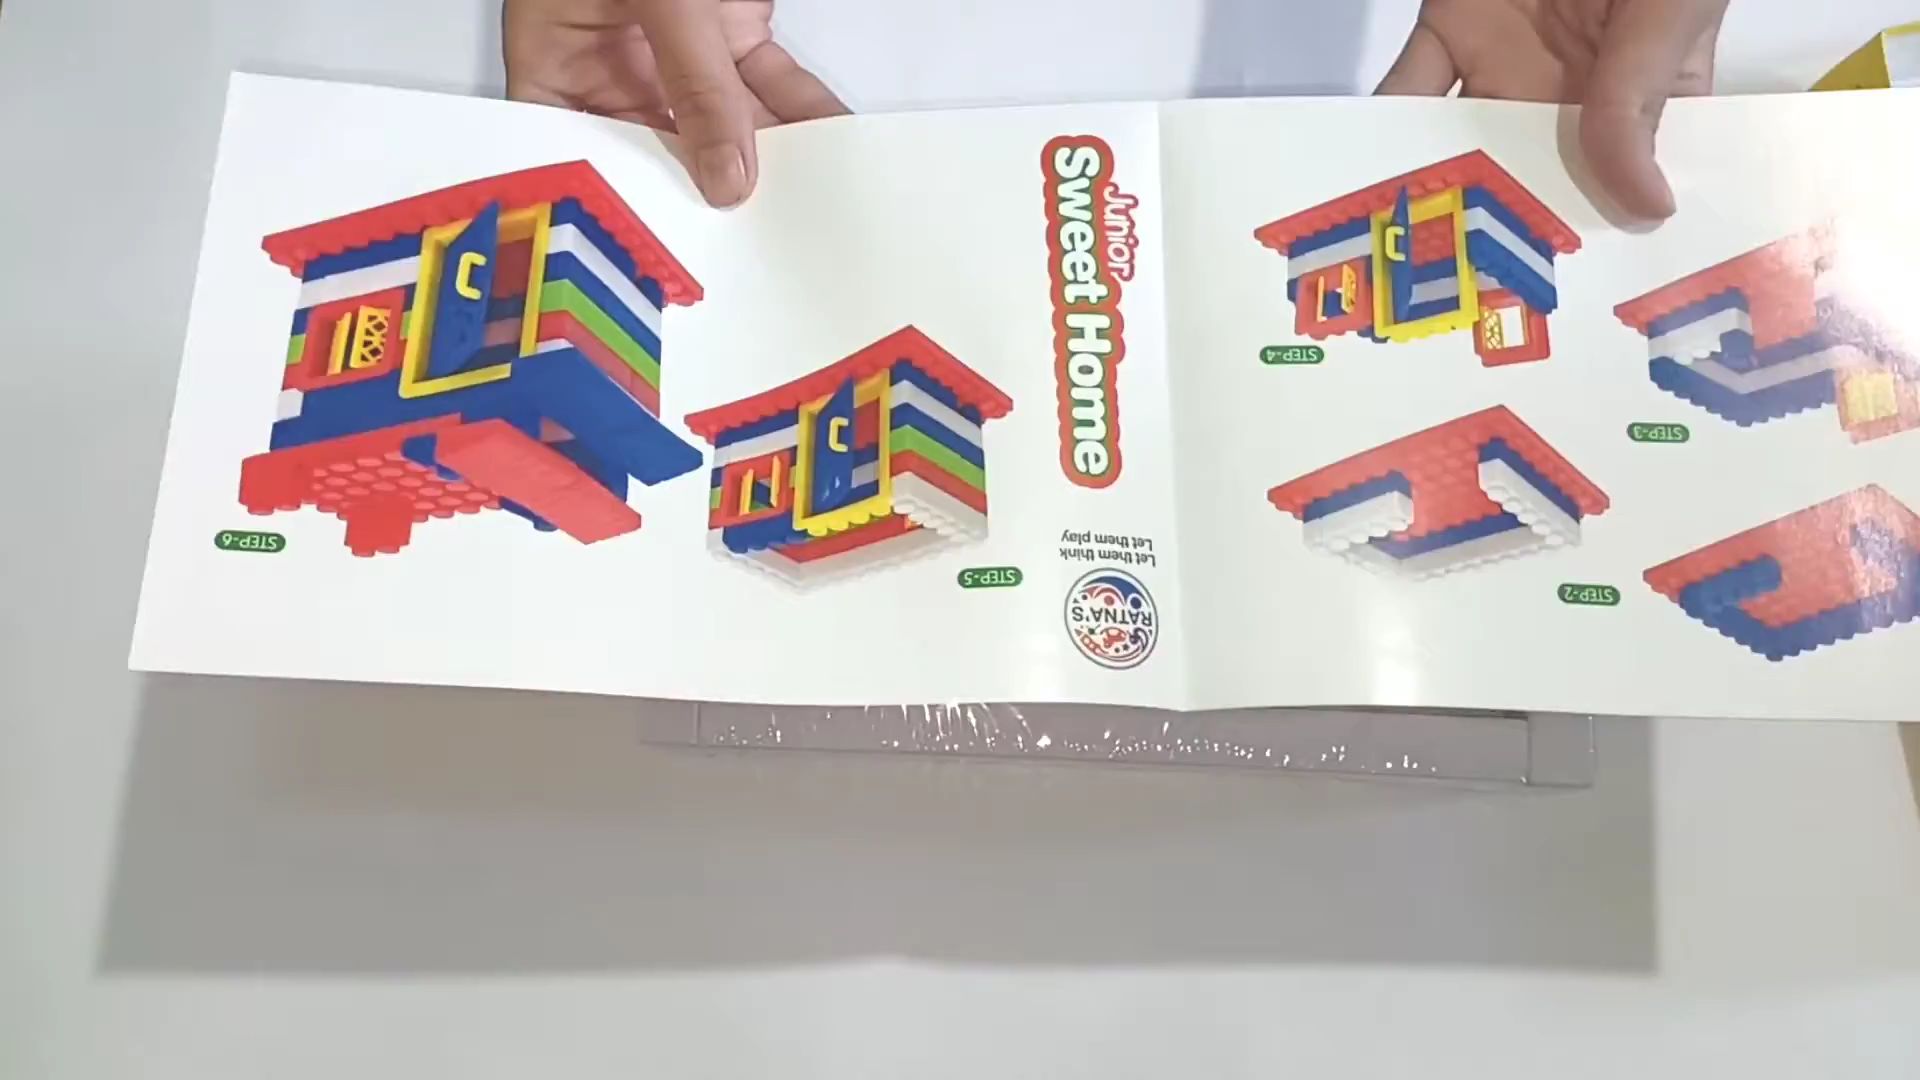 Junior
Sweet Home
Let them think
Let them play
RATNA'S
STEP-2
STEP-3
STEP-4
STEP-5
STEP-6